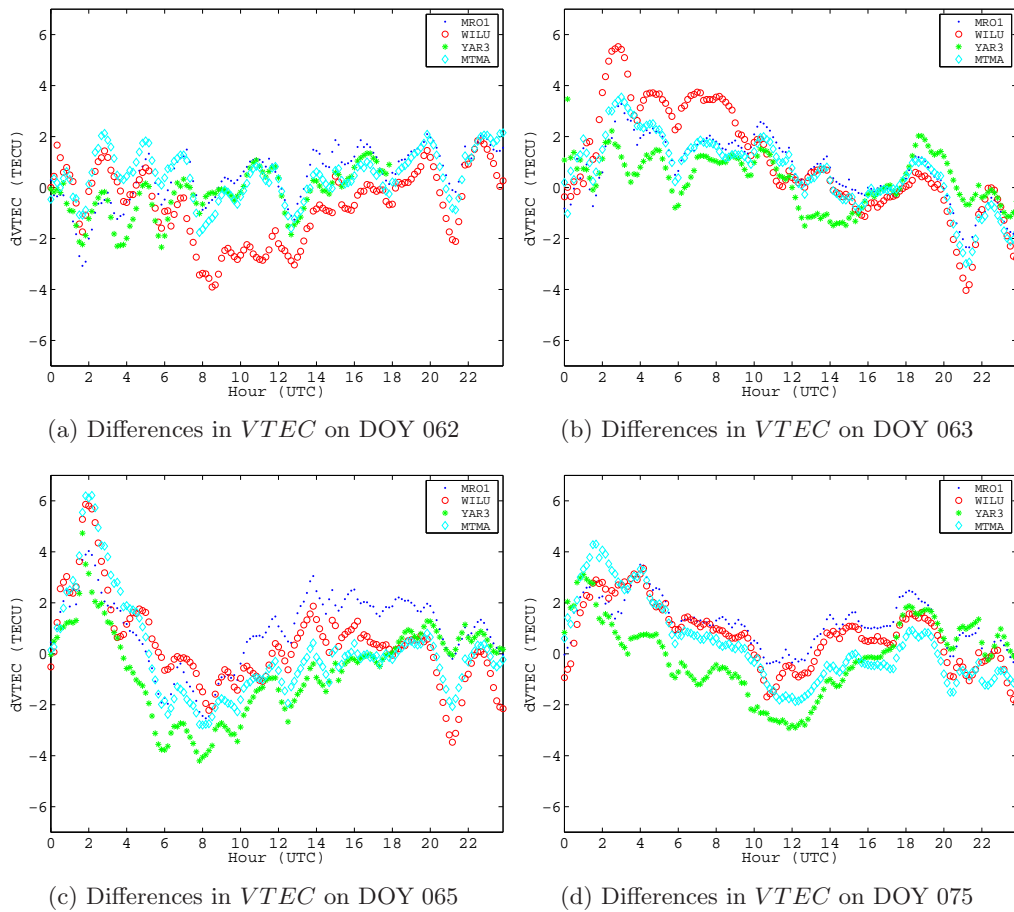 6
4
2
0
−2
−4
−6
dVTEC (TECU)
MRO1
WILU
YAR3
MTMA
0 2 4 6 8 10 12 14 16 18 20 22
Hour (UTC)
(a) Differences in VTEC on DOY 062
6
4
2
0
−2
−4
−6
dVTEC (TECU)
MRO1
WILU
YAR3
MTMA
0 2 4 6 8 10 12 14 16 18 20 22
Hour (UTC)
(b) Differences in VTEC on DOY 063
6
4
2
0
−2
−4
−6
dVTEC (TECU)
MRO1
WILU
YAR3
MTMA
0 2 4 6 8 10 12 14 16 18 20 22
Hour (UTC)
(c) Differences in VTEC on DOY 065
6
4
2
0
−2
−4
−6
dVTEC (TECU)
MRO1
WILU
YAR3
MTMA
0 2 4 6 8 10 12 14 16 18 20 22
Hour (UTC)
(d) Differences in VTEC on DOY 075